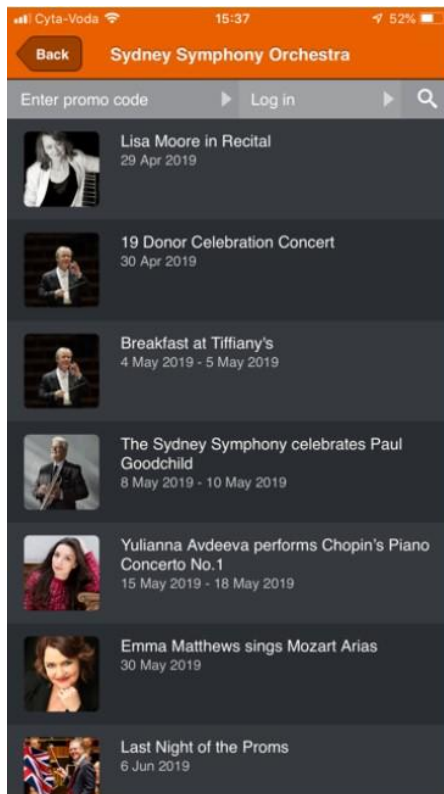 Cyta-Voda 15:37 52%
Back Sydney Symphony Orchestra
Enter promo code Log in
Lisa Moore in Recital
29 Apr 2019
19 Donor Celebration Concert
30 Apr 2019
Breakfast at Tiffiany's
4 May 2019 - 5 May 2019
The Sydney Symphony celebrates Paul
Goodchild
8 May 2019 - 10 May 2019
Yulianna Avdeeva performs Chopin's Piano
Concerto No.1
15 May 2019 - 18 May 2019
Emma Matthews sings Mozart Arias
30 May 2019
Last Night of the Proms
6 Jun 2019